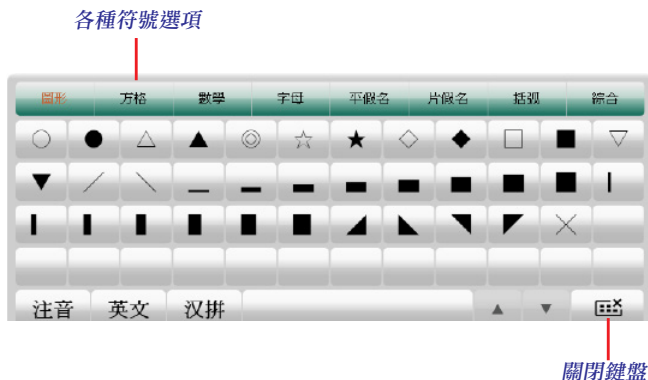 各種符號選項
圖形 方格 數學 字母 平假名 片假名 括弧 綜合
○ ● △ ▲ ◎ ☆ ★ ◇ ◆ □ ■ ▽
▼ ╱ ╲ ▁ ▂ ▃ ▄ ▅ ▆ ▇ █ ▏
▎ ▍ ▌ ▋ ▊ ▉ ◢ ◣ ◥ ◤ ╳
注音 英文 汉拼 ▲ ▼
關閉鍵盤